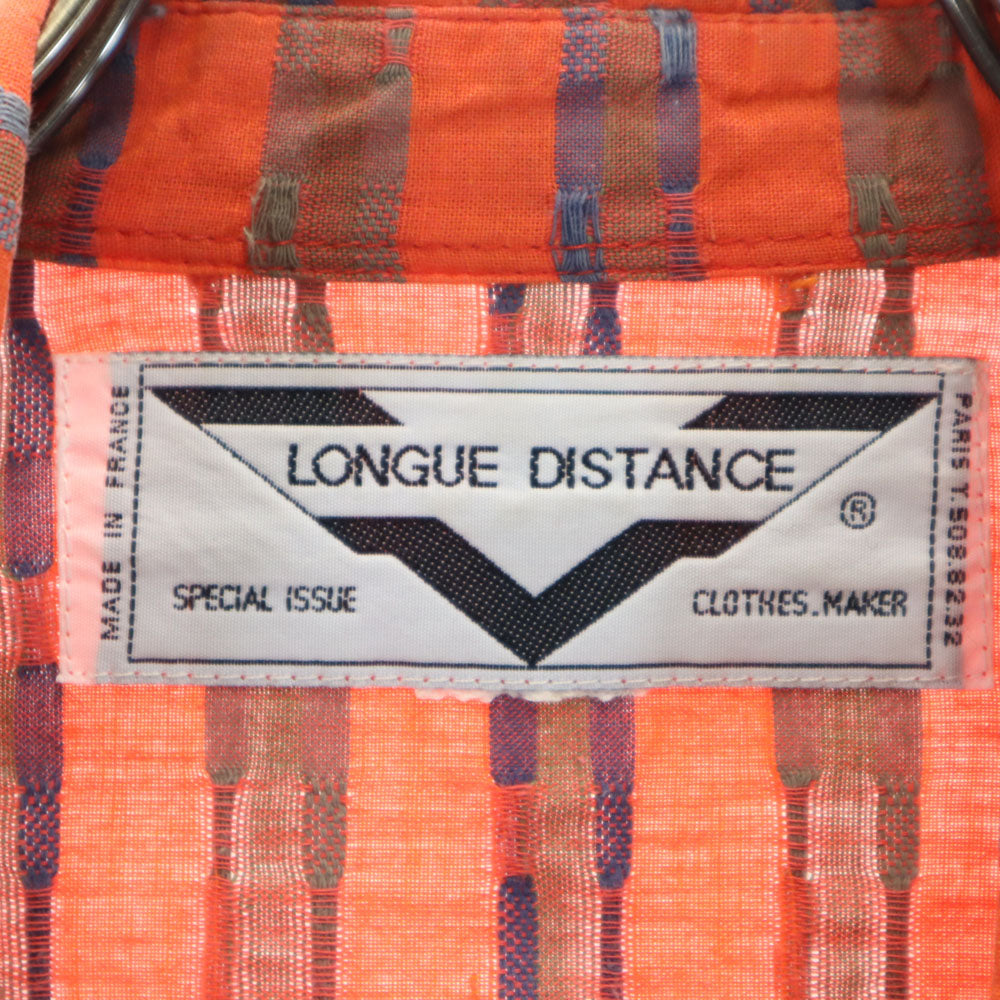 MADE IN FRANCE
LONGUE DISTANCE
®
SPECIAL ISSUE
CLOTHES.MAKER
PARIS T.508.82.32